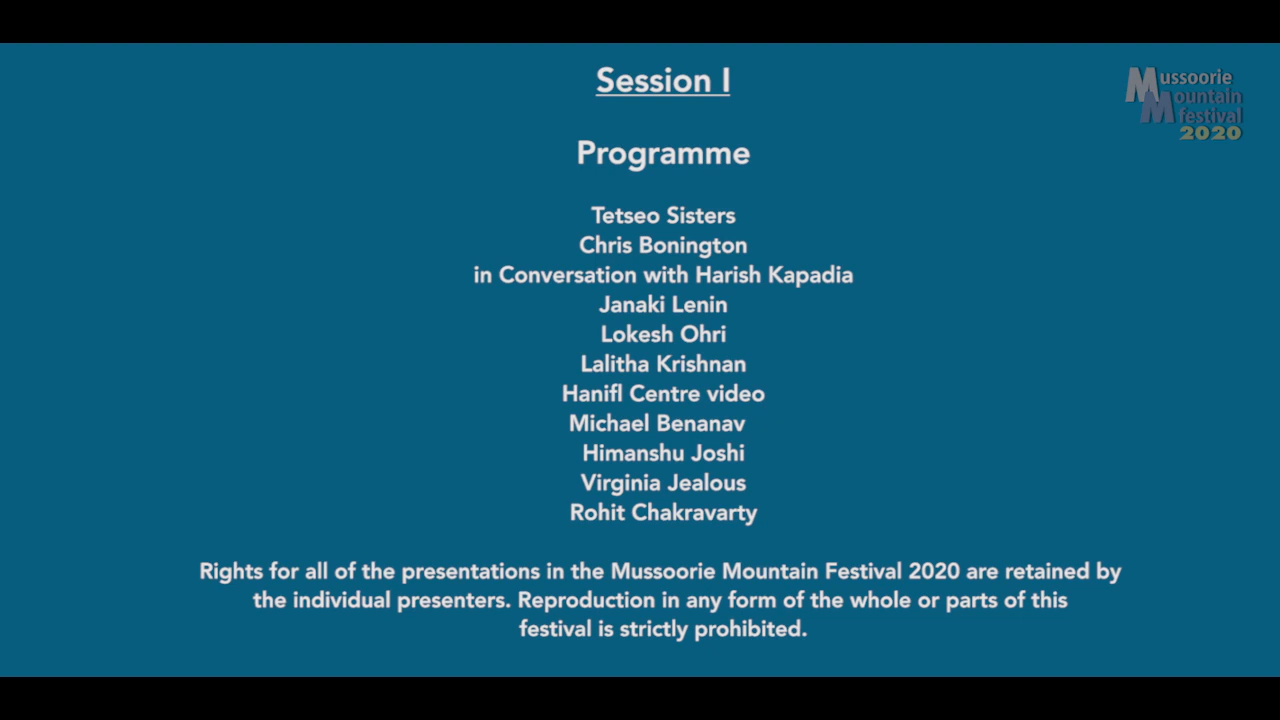 Session I
Mussoorie
Mountain
festival
2020
Programme
Tetseo Sisters
Chris Bonington
in Conversation with Harish Kapadia
Janaki Lenin
Lokesh Ohri
Lalitha Krishnan
Hanifl Centre video
Michael Benanav
Himanshu Joshi
Virginia Jealous
Rohit Chakravarty
Rights for all of the presentations in the Mussoorie Mountain Festival 2020 are retained by
the individual presenters. Reproduction in any form of the whole or parts of this
festival is strictly prohibited.